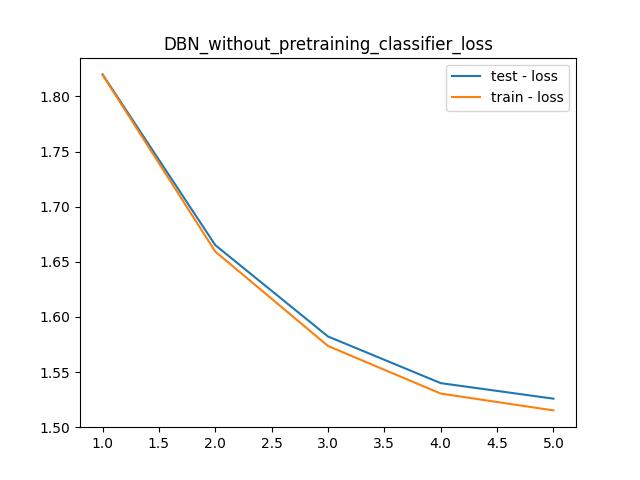 DBN_without_pretraining_classifier_loss
test - loss
train - loss
1.80
1.75
1.70
1.65
1.60
1.55
1.50
1.0 1.5 2.0 2.5 3.0 3.5 4.0 4.5 5.0